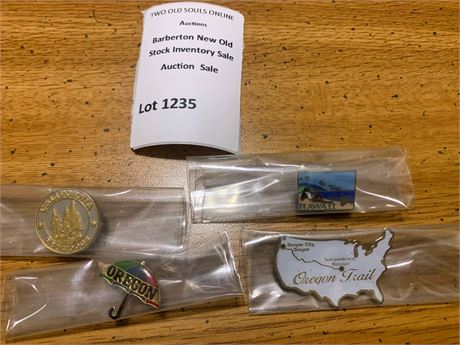 TWO OLD SOULS ONLINE
Auctions
Barberton New Old
Stock Inventory Sale
Auction Sale
Lot 1235
HAWAII
OREGON
Oregon City,
Oregon
Independence,
Missouri
Oregon Trail